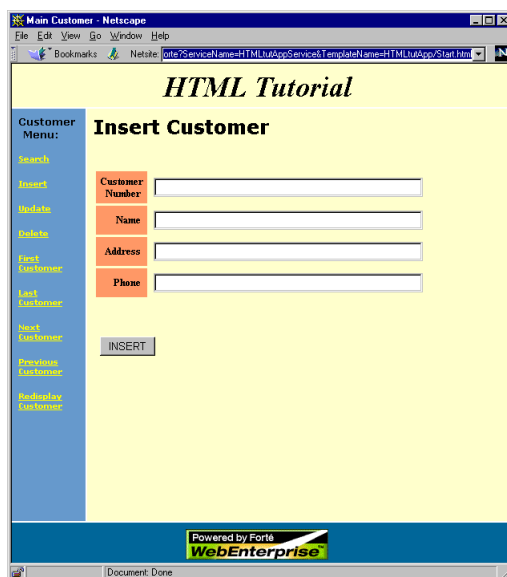 Main Customer - Netscape
File Edit View Go Window Help
Bookmarks Netsite: orte?ServiceName=HTMLtutAppService&TemplateName=HTMLtutApp/Start.html
N
HTML Tutorial
Customer
Menu:
Search
Insert
Update
Delete
First
Customer
Last
Customer
Next
Customer
Previous
Customer
Redisplay
Customer
Insert Customer
Customer
Number
Name
Address
Phone
INSERT
Powered by Forté
WebEnterprise™
Document: Done